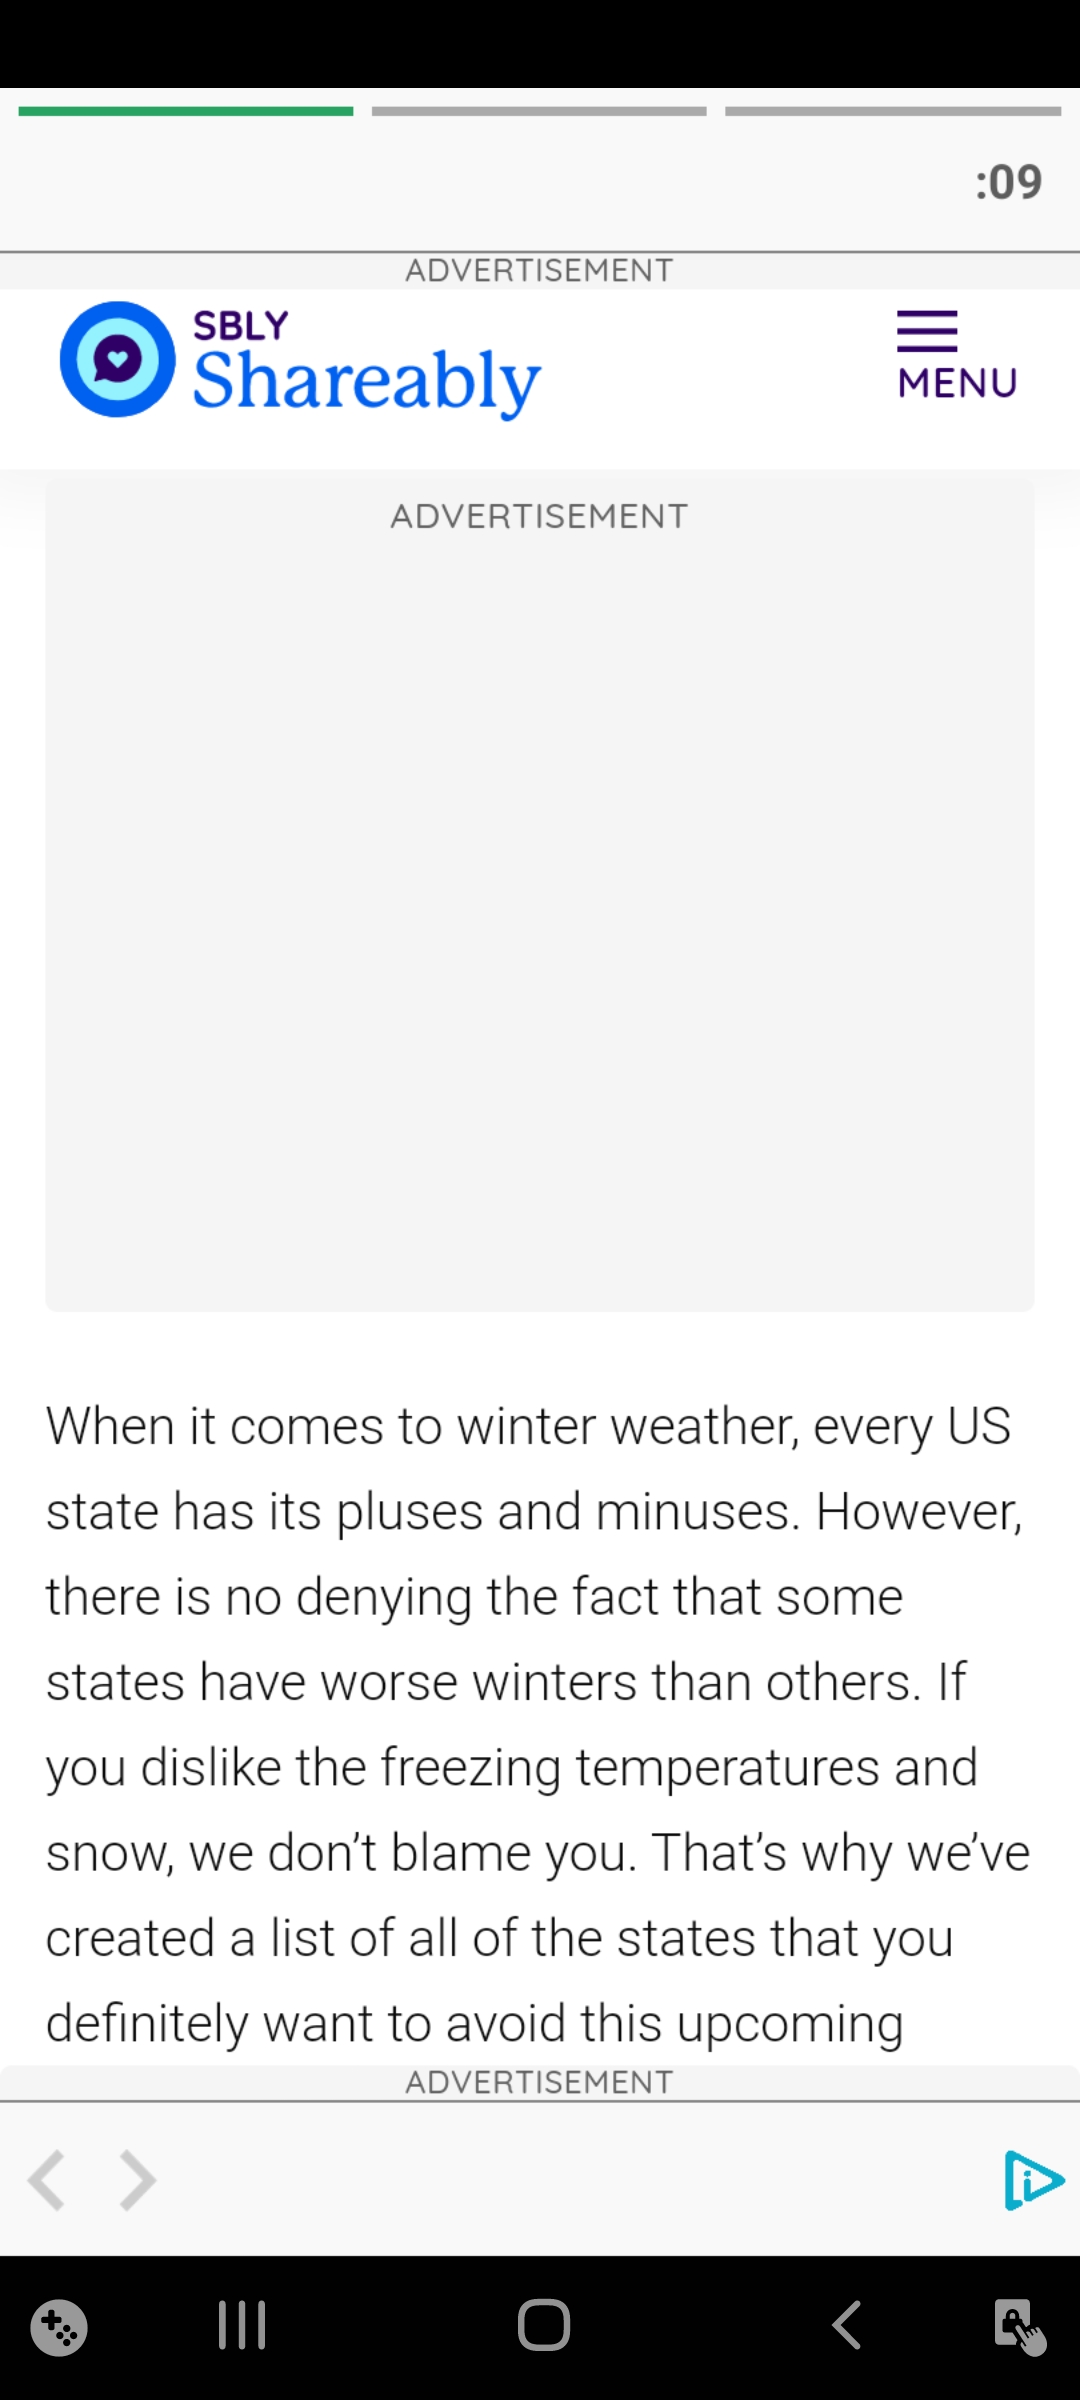 :09
ADVERTISEMENT
SBLY
Shareably
MENU
ADVERTISEMENT
When it comes to winter weather, every US
state has its pluses and minuses. However,
there is no denying the fact that some
states have worse winters than others. If
you dislike the freezing temperatures and
snow, we don’t blame you. That’s why we’ve
created a list of all of the states that you
definitely want to avoid this upcoming
ADVERTISEMENT